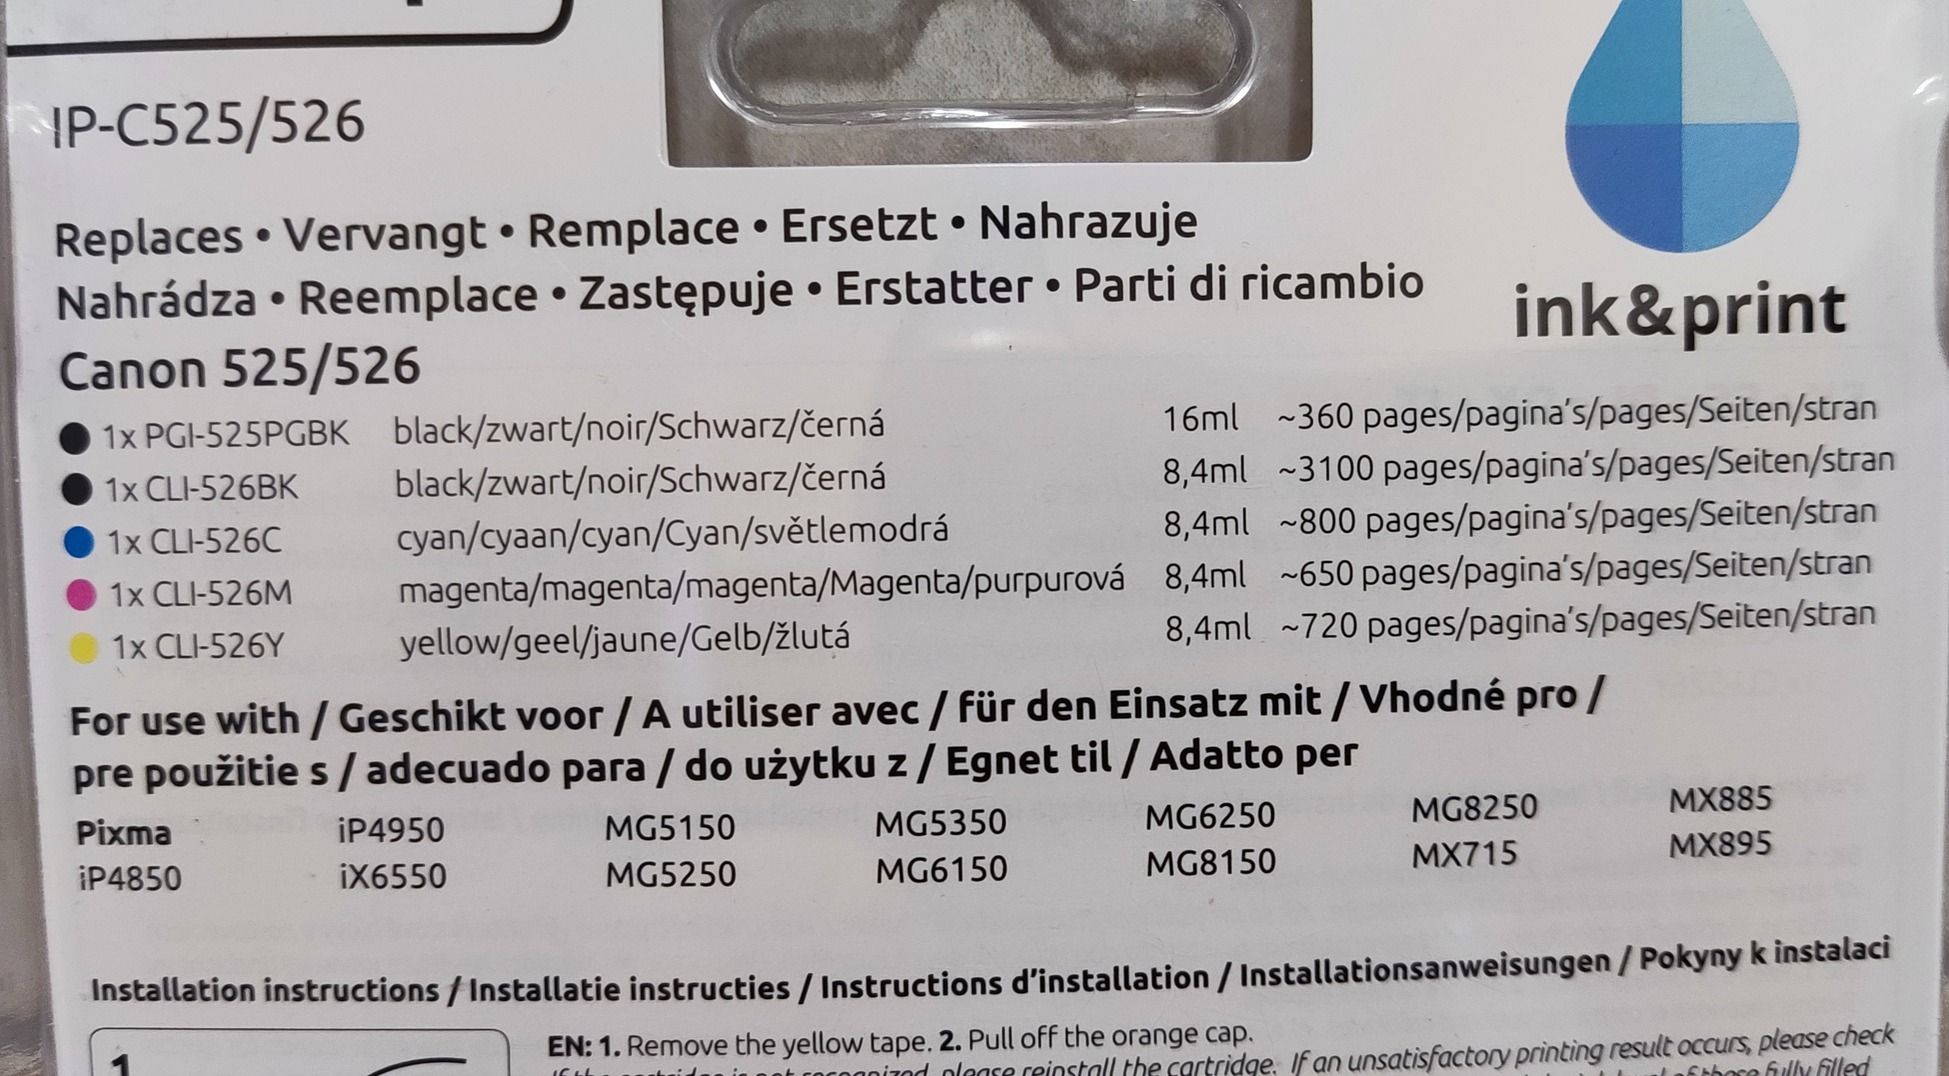 IP-C525/526
Replaces • Vervangt • Remplace • Ersetzt • Nahrazuje
Nahrádza • Reemplace • Zastępuje • Erstatter • Parti di ricambio
ink&print
Canon 525/526
1x PGI-525PGBK black/zwart/noir/Schwarz/černá 16ml ~360 pages/pagina's/pages/Seiten/stran
1x CLI-526BK black/zwart/noir/Schwarz/černá 8,4ml ~3100 pages/pagina's/pages/Seiten/stran
1x CLI-526C cyan/cyaan/cyan/Cyan/světlemodrá 8,4ml ~800 pages/pagina's/pages/Seiten/stran
1x CLI-526M magenta/magenta/magenta/Magenta/purpurová 8,4ml ~650 pages/pagina's/pages/Seiten/stran
1x CLI-526Y yellow/geel/jaune/Gelb/žlutá 8,4ml ~720 pages/pagina's/pages/Seiten/stran
For use with / Geschikt voor / A utiliser avec / für den Einsatz mit / Vhodné pro /
pre použitie s / adecuado para / do użytku z / Egnet til / Adatto per
Pixma iP4950 MG5150 MG5350 MG6250 MG8250 MX885
iP4850 iX6550 MG5250 MG6150 MG8150 MX715 MX895
Installation instructions / Installatie instructies / Instructions d'installation / Installationsanweisungen / Pokyny k instalaci
1
EN: 1. Remove the yellow tape. 2. Pull off the orange cap.
please reinstall the cartridge. If an unsatisfactory printing result occurs, please check
fully filled